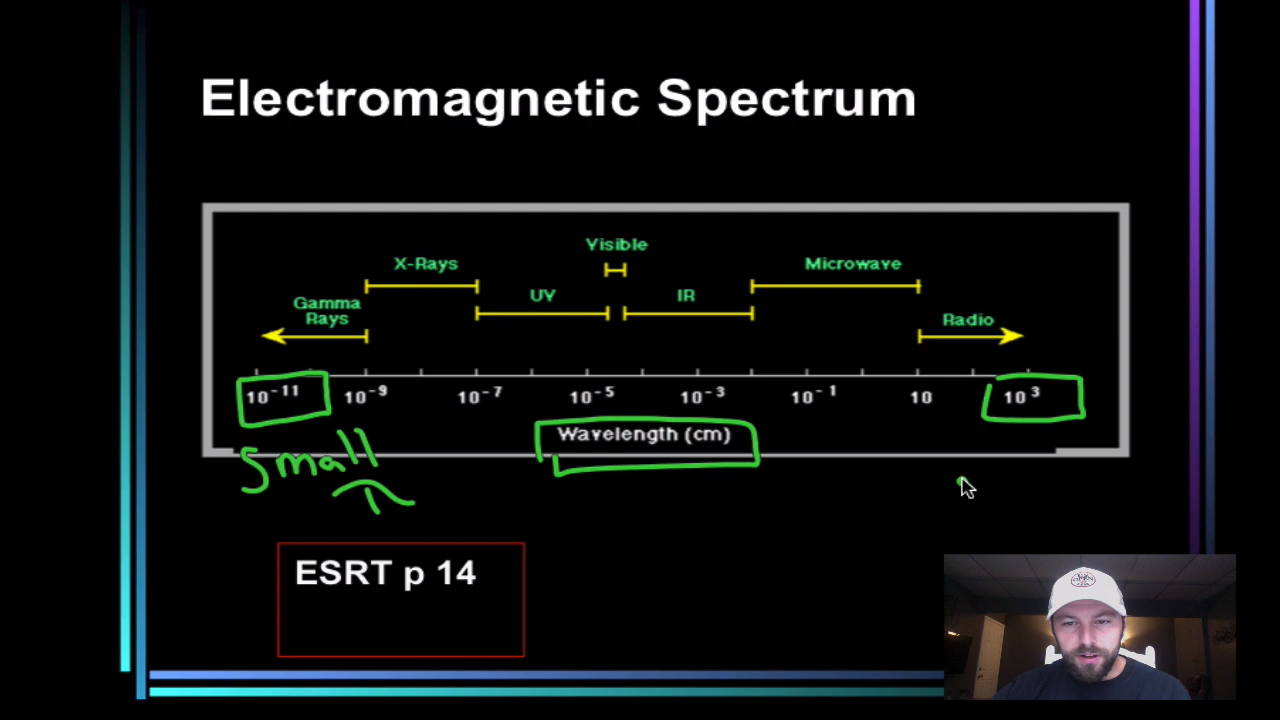 Electromagnetic Spectrum
Visible
X-Rays
Microwave
UV
IR
Gamma
Rays
Radio
10⁻¹¹ 10⁻⁹ 10⁻⁷ 10⁻⁵ 10⁻³ 10⁻¹ 10 10³
Wavelength (cm)
Small
ESRT p 14